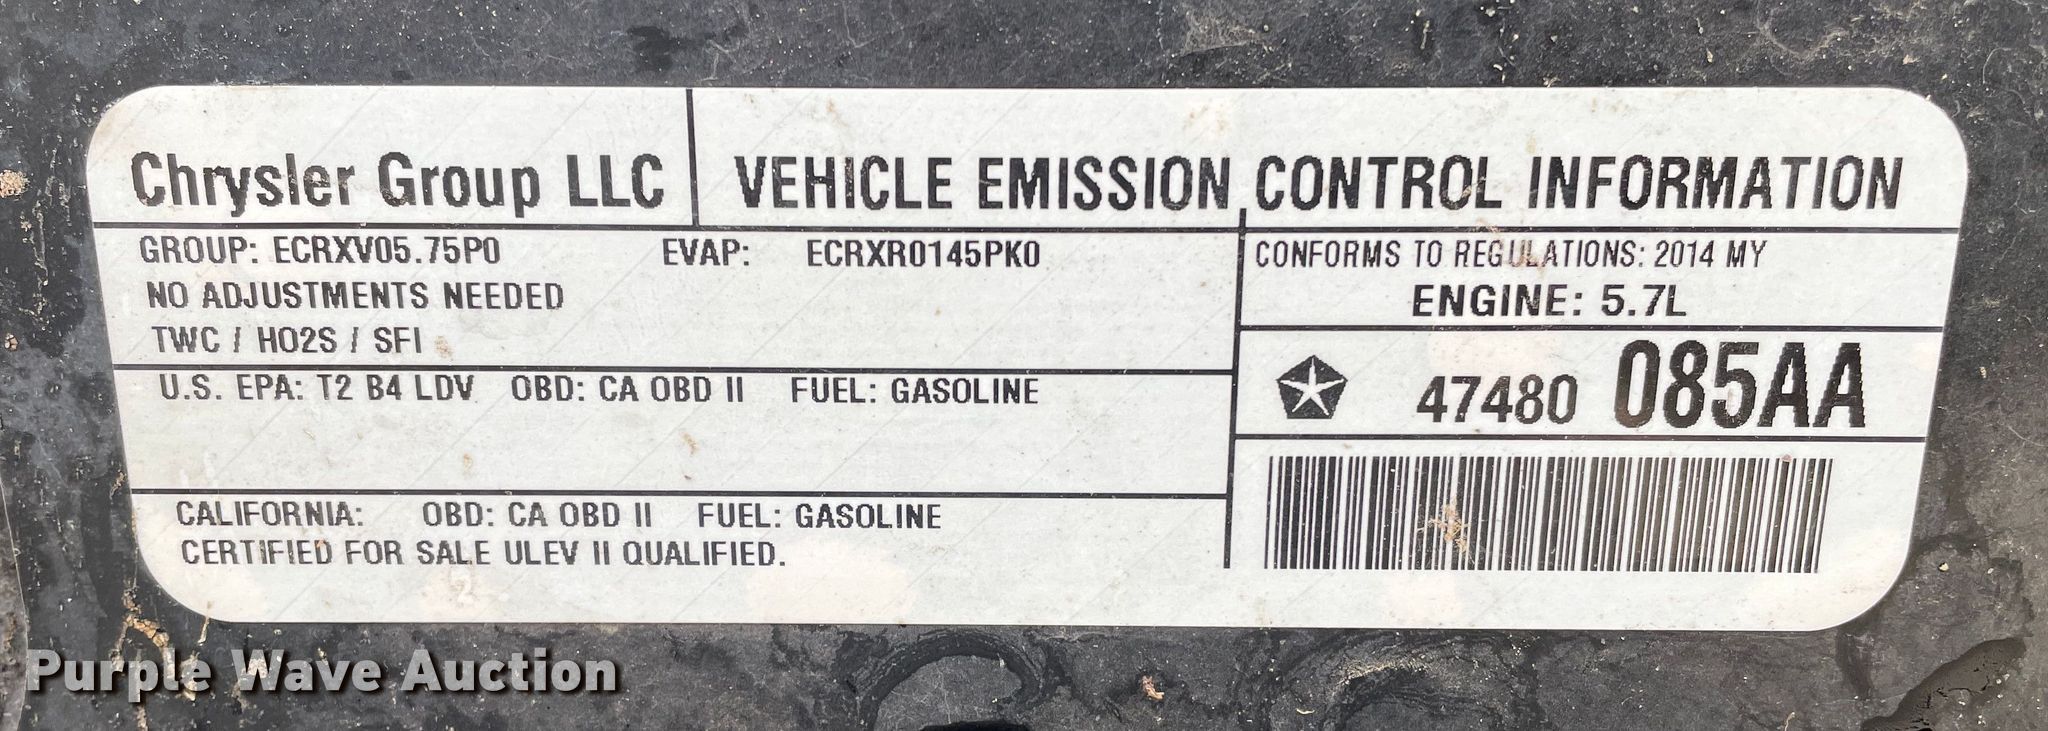 Chrysler Group LLC
VEHICLE EMISSION CONTROL INFORMATION
GROUP: ECRXV05.75P0 EVAP: ECRXR0145PK0
NO ADJUSTMENTS NEEDED
TWC / HO2S / SFI
CONFORMS TO REGULATIONS: 2014 MY
ENGINE: 5.7L
U.S. EPA: T2 B4 LDV OBD: CA OBD II FUEL: GASOLINE
47480 085AA
CALIFORNIA: OBD: CA OBD II FUEL: GASOLINE
CERTIFIED FOR SALE ULEV II QUALIFIED.
Purple Wave Auction